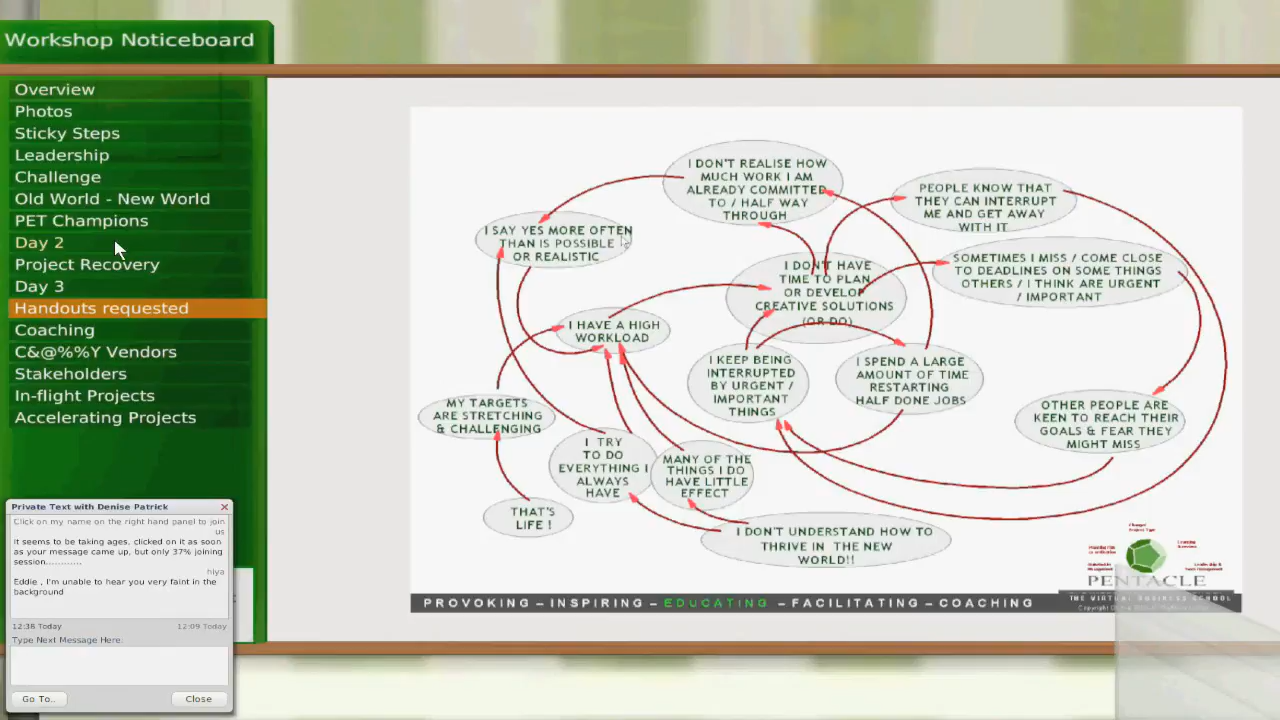 Workshop Noticeboard
Overview
Photos
Sticky Steps
Leadership
Challenge
Old World - New World
PET Champions
Day 2
Project Recovery
Day 3
Handouts requested
Coaching
C&@%%Y Vendors
Stakeholders
In-flight Projects
Accelerating Projects
Private Text with Denise Patrick
Click on my name on the right hand panel to join
us
It seems to be taking ages, clicked on it as soon
as your message came up, but only 37% joining
session............
hiya
Eddie , I'm unable to hear you very faint in the
background
12:38 Today
12:09 Today
Type Next Message Here:
Go To..
Close
I DON'T REALISE HOW
MUCH WORK I AM
ALREADY COMMITTED
TO / HALF WAY
THROUGH
PEOPLE KNOW THAT
THEY CAN INTERRUPT
ME AND GET AWAY
WITH IT
I SAY YES MORE OFTEN
THAN IS POSSIBLE
OR REALISTIC
I DON'T HAVE
TIME TO PLAN
OR DEVELOP
CREATIVE SOLUTIONS
(OR DO)
SOMETIMES I MISS / COME CLOSE
TO DEADLINES ON SOME THINGS
OTHERS / I THINK ARE URGENT
/ IMPORTANT
I HAVE A HIGH
WORKLOAD
I KEEP BEING
INTERRUPTED
BY URGENT /
IMPORTANT
THINGS
I SPEND A LARGE
AMOUNT OF TIME
RESTARTING
HALF DONE JOBS
MY TARGETS
ARE STRETCHING
& CHALLENGING
OTHER PEOPLE ARE
KEEN TO REACH THEIR
GOALS & FEAR THEY
MIGHT MISS
I TRY
TO DO
EVERYTHING I
ALWAYS
HAVE
MANY OF THE
THINGS I DO
HAVE LITTLE
EFFECT
THAT'S
LIFE !
I DON'T UNDERSTAND HOW TO
THRIVE IN THE NEW
WORLD!!
PENTACLE
THE VIRTUAL BUSINESS SCHOOL
PROVOKING – INSPIRING – EDUCATING – FACILITATING – COACHING